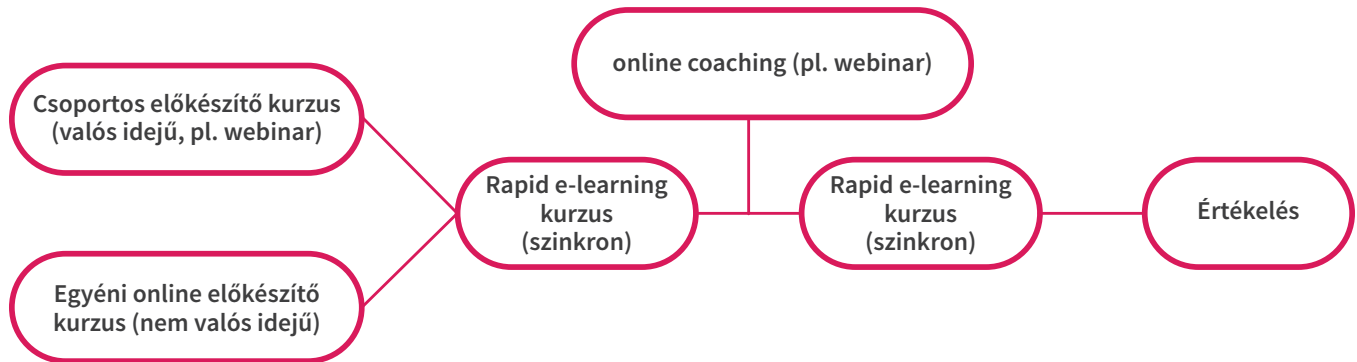 online coaching (pl. webinar)
Csoportos előkészítő kurzus
(valós idejű, pl. webinar)
Egyéni online előkészítő
kurzus (nem valós idejű)
Rapid e-learning
kurzus
(szinkron)
Rapid e-learning
kurzus
(szinkron)
Értékelés